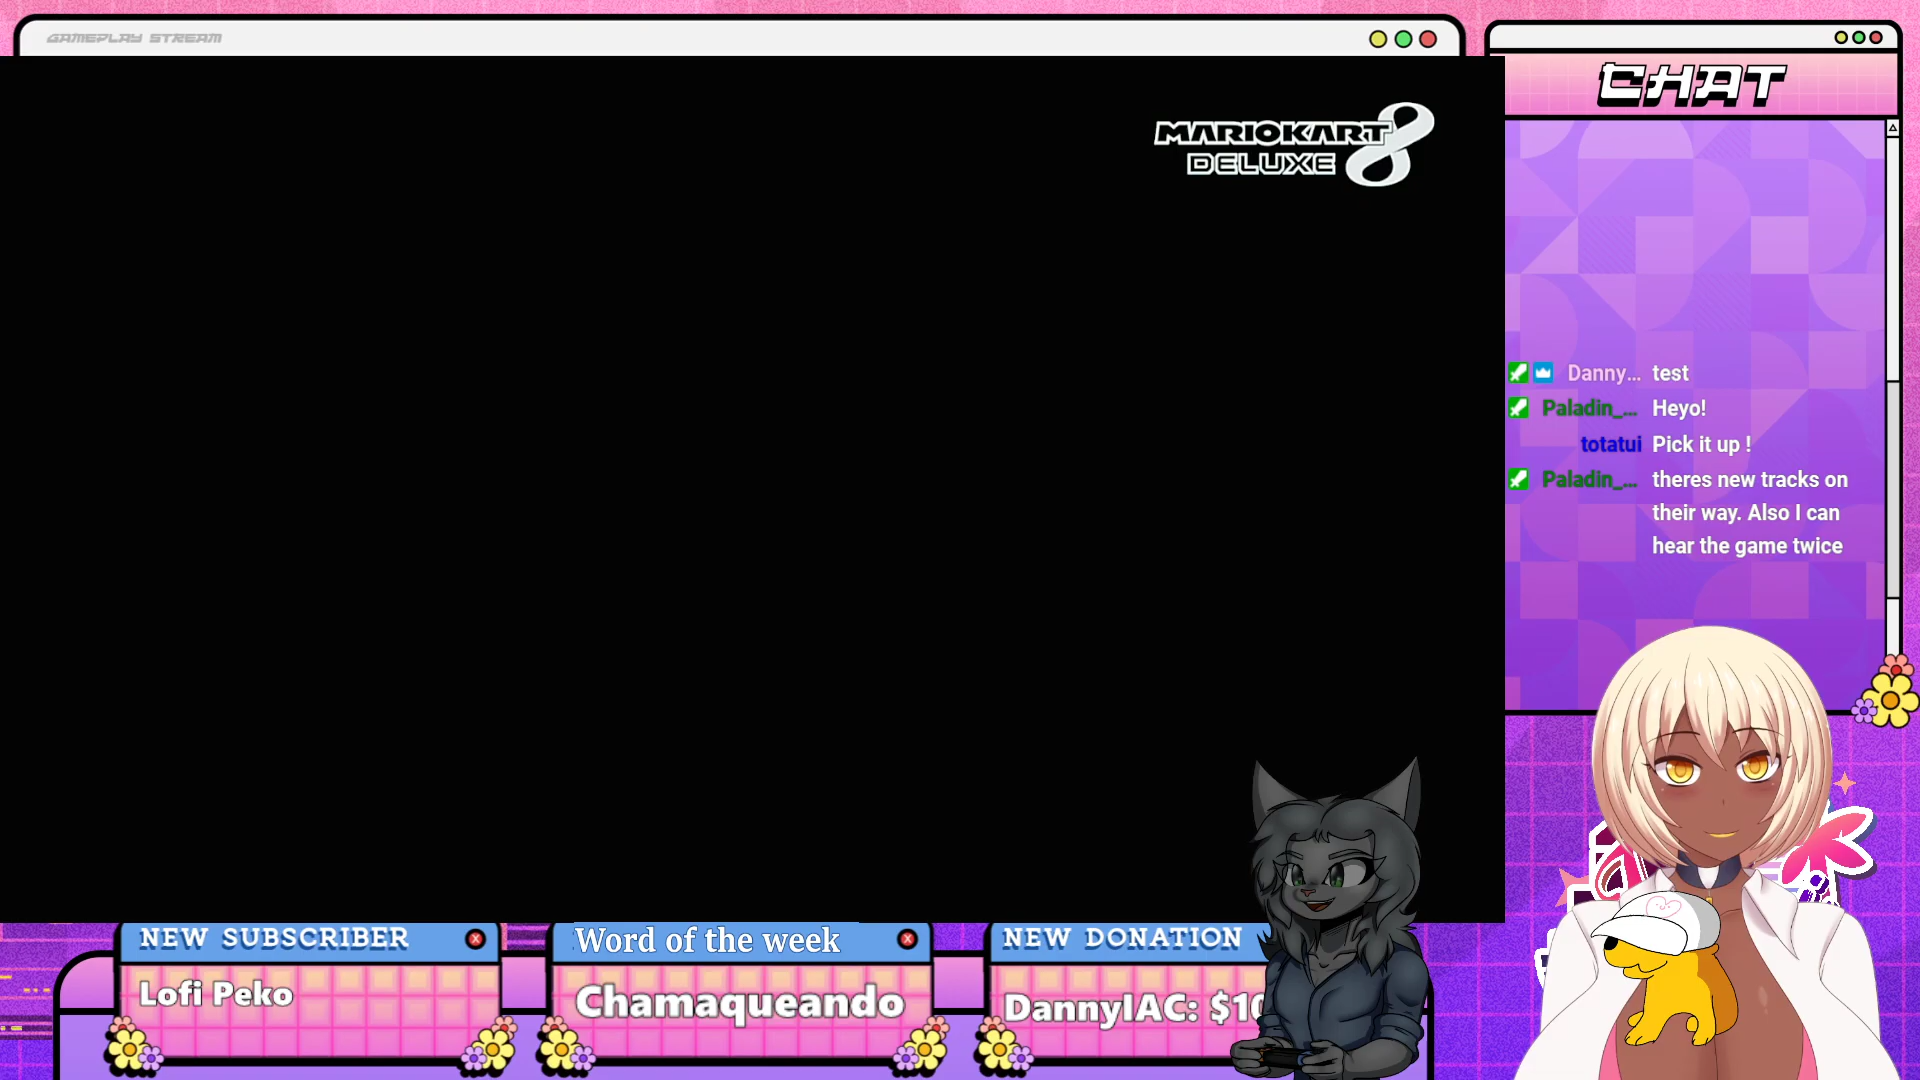 GAMEPLAY STREAM
MARIOKART 8
DELUXE
CHAT
Danny... test
Paladin_... Heyo!
totatui Pick it up !
Paladin_... theres new tracks on
their way. Also I can
hear the game twice
NEW SUBSCRIBER
Lofi Peko
Word of the week
Chamaqueando
NEW DONATION
DannyIAC: $10